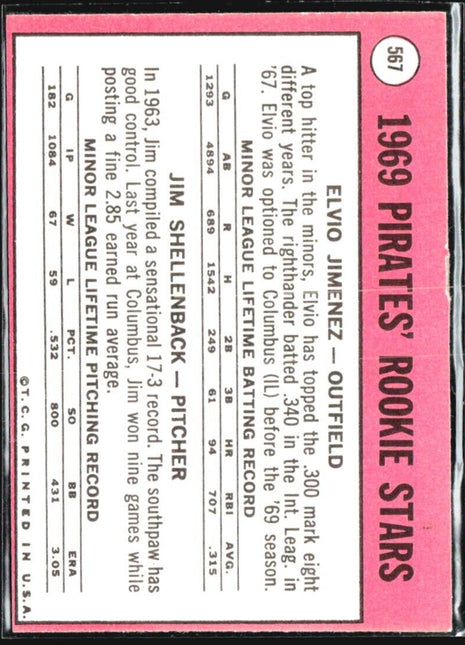 567
1969 PIRATES' ROOKIE STARS
ELVIO JIMENEZ — OUTFIELD
A top hitter in the minors, Elvio has topped the .300 mark eight
different years. The righthander batted .340 in the Int. Leag. in
'67. Elvio was optioned to Columbus (IL) before the '69 season.
MINOR LEAGUE LIFETIME BATTING RECORD
G AB R H 2B 3B HR RBI AVG.
1293 4894 689 1542 249 61 94 707 .315
JIM SHELLENBACK — PITCHER
In 1963, Jim compiled a sensational 17-3 record. The southpaw has
good control. Last year at Columbus, Jim won nine games while
posting a fine 2.85 earned run average.
MINOR LEAGUE LIFETIME PITCHING RECORD
G IP W L PCT. SO BB ERA
182 1084 67 59 .532 800 431 3.05
©T.C.G. PRINTED IN U.S.A.